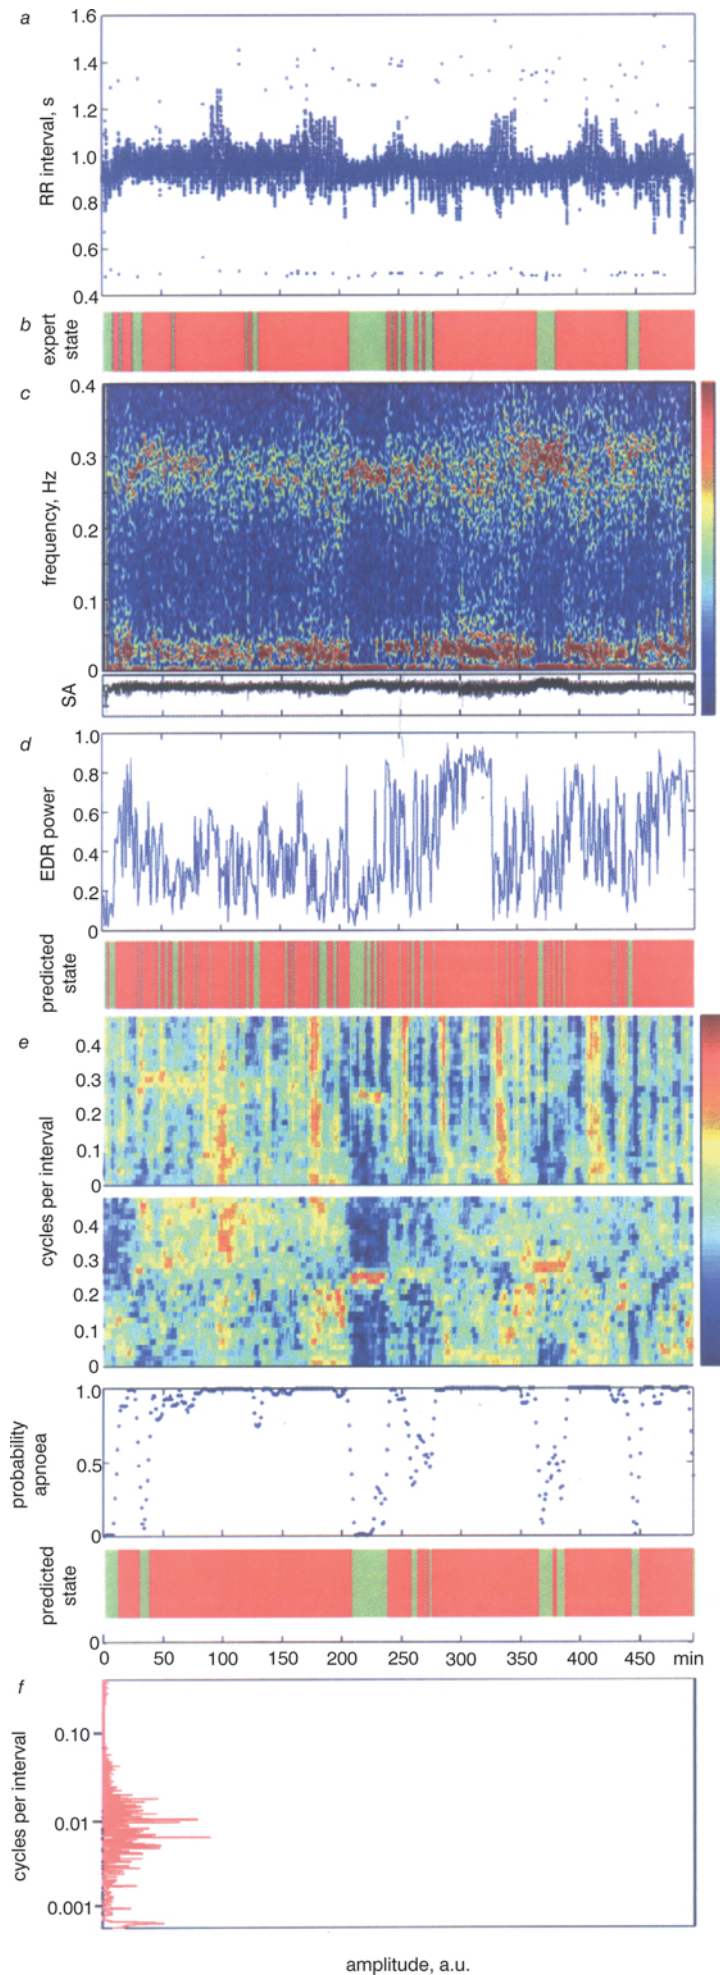 a
1.6
1.4
1.2
1.0
0.8
0.6
0.4
RR interval, s
b
expert
state
c
0.4
0.3
0.2
0.1
0
frequency, Hz
SA
d
1.0
0.8
0.6
0.4
0.2
0
EDR power
predicted
state
e
0.4
0.3
0.2
0.1
0
0.4
0.3
0.2
0.1
0
cycles per interval
1.0
0.5
0
probability
apnoea
predicted
state
0
0 50 100 150 200 250 300 350 400 450 min
f
0.10
0.01
0.001
cycles per interval
amplitude, a.u.